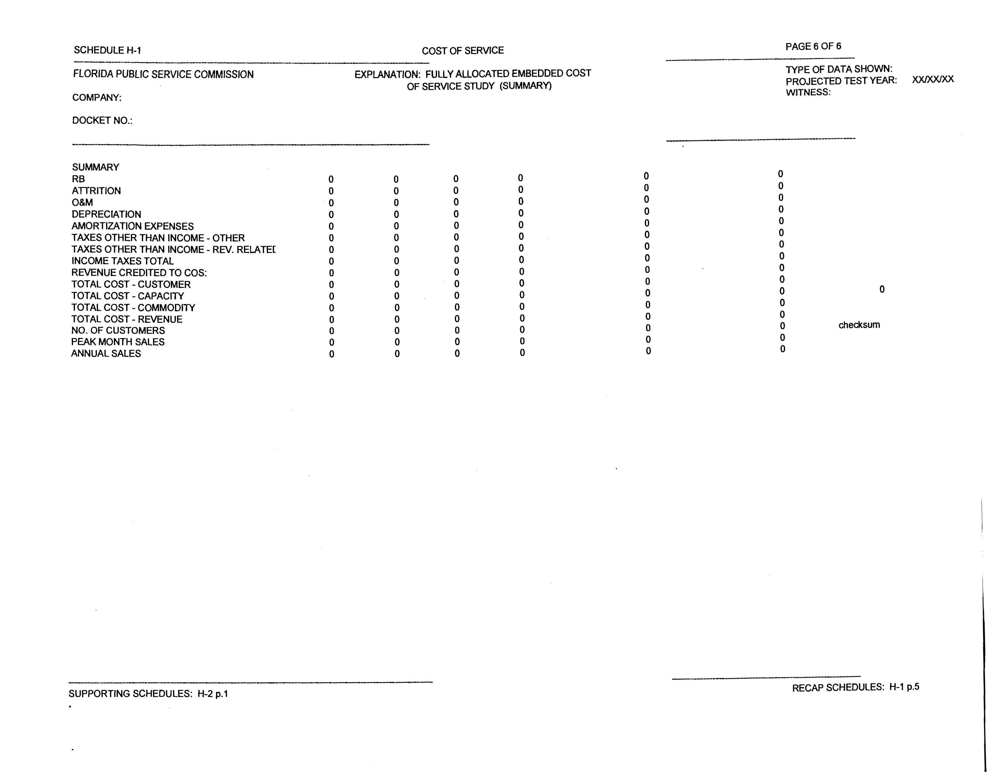 SCHEDULE H-1 COST OF SERVICE PAGE 6 OF 6
FLORIDA PUBLIC SERVICE COMMISSION EXPLANATION: FULLY ALLOCATED EMBEDDED COST TYPE OF DATA SHOWN:
OF SERVICE STUDY (SUMMARY) PROJECTED TEST YEAR: XX/XX/XX
COMPANY: WITNESS:
DOCKET NO.:
SUMMARY
RB 0 0 0 0 0 0
ATTRITION 0 0 0 0 0 0
O&M 0 0 0 0 0 0
DEPRECIATION 0 0 0 0 0 0
AMORTIZATION EXPENSES 0 0 0 0 0 0
TAXES OTHER THAN INCOME - OTHER 0 0 0 0 0 0
TAXES OTHER THAN INCOME - REV. RELATED 0 0 0 0 0 0
INCOME TAXES TOTAL 0 0 0 0 0 0
REVENUE CREDITED TO COS: 0 0 0 0 0 0
TOTAL COST - CUSTOMER 0 0 0 0 0 0
TOTAL COST - CAPACITY 0 0 0 0 0 0 0
TOTAL COST - COMMODITY 0 0 0 0 0 0
TOTAL COST - REVENUE 0 0 0 0 0 0
NO. OF CUSTOMERS 0 0 0 0 0 0 checksum
PEAK MONTH SALES 0 0 0 0 0 0
ANNUAL SALES 0 0 0 0 0 0
SUPPORTING SCHEDULES: H-2 p.1 RECAP SCHEDULES: H-1 p.5